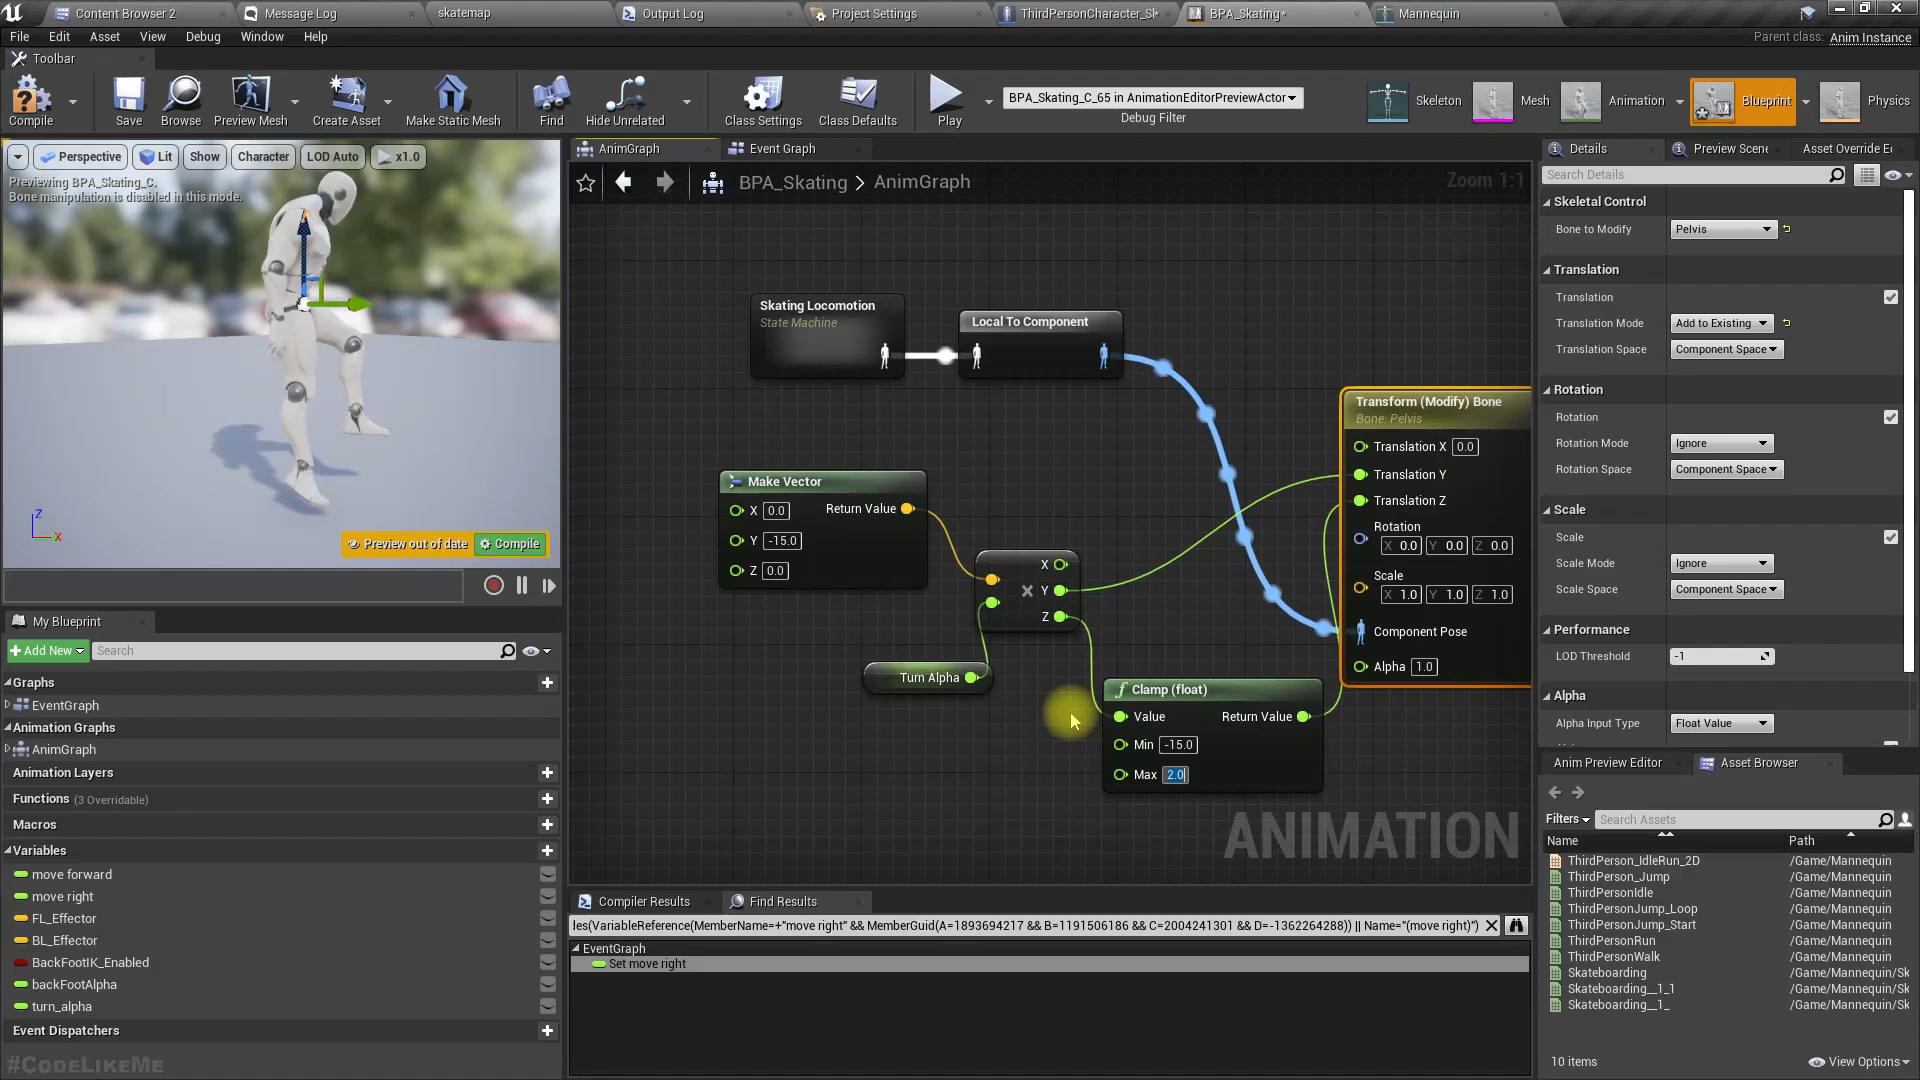 Content Browser 2
Message Log
skatemap
Output Log
Project Settings
ThirdPersonCharacter_Sk*
BPA_Skating*
Mannequin
File Edit Asset View Debug Window Help
Parent class: Anim Instance
Toolbar
Compile
Save
Browse
Preview Mesh
Create Asset
Make Static Mesh
Find
Hide Unrelated
Class Settings
Class Defaults
Play
BPA_Skating_C_65 in AnimationEditorPreviewActor
Debug Filter
Skeleton
Mesh
Animation
Blueprint
Physics
Perspective
Lit
Show
Character
LOD Auto
x1.0
Previewing BPA_Skating_C.
Bone manipulation is disabled in this mode.
Z
X
Preview out of date
Compile
My Blueprint
Add New
Search
Graphs
EventGraph
Animation Graphs
AnimGraph
Animation Layers
Functions (3 Overridable)
Macros
Variables
move forward
move right
FL_Effector
BL_Effector
BackFootIK_Enabled
backFootAlpha
turn_alpha
Event Dispatchers
#CodeLikeMe
AnimGraph
Event Graph
BPA_Skating > AnimGraph
Zoom 1:1
Skating Locomotion
State Machine
Local To Component
Make Vector
X 0.0
Return Value
Y -15.0
Z 0.0
X
Y
Z
Turn Alpha
Clamp (float)
Value
Return Value
Min -15.0
Max 2.0
Transform (Modify) Bone
Bone: Pelvis
Translation X 0.0
Translation Y
Translation Z
Rotation
X 0.0 Y 0.0 Z 0.0
Scale
X 1.0 Y 1.0 Z 1.0
Component Pose
Alpha 1.0
ANIMATION
Compiler Results
Find Results
les(VariableReference(MemberName=+"move right" && MemberGuid(A=1893694217 && B=1191506186 && C=2004241301 && D=-1362264288)) || Name="(move right)")
EventGraph
Set move right
Details
Preview Scene
Asset Override Ec
Search Details
Skeletal Control
Bone to Modify
Pelvis
Translation
Translation
Translation Mode
Add to Existing
Translation Space
Component Space
Rotation
Rotation
Rotation Mode
Ignore
Rotation Space
Component Space
Scale
Scale
Scale Mode
Ignore
Scale Space
Component Space
Performance
LOD Threshold
-1
Alpha
Alpha Input Type
Float Value
Anim Preview Editor
Asset Browser
Filters
Search Assets
Name
Path
ThirdPerson_IdleRun_2D /Game/Mannequin
ThirdPerson_Jump /Game/Mannequin
ThirdPersonIdle /Game/Mannequin
ThirdPersonJump_Loop /Game/Mannequin
ThirdPersonJump_Start /Game/Mannequin
ThirdPersonRun /Game/Mannequin
ThirdPersonWalk /Game/Mannequin
Skateboarding /Game/Mannequin/Sk
Skateboarding__1_1 /Game/Mannequin/Sk
Skateboarding__1_ /Game/Mannequin/Sk
10 items
View Options